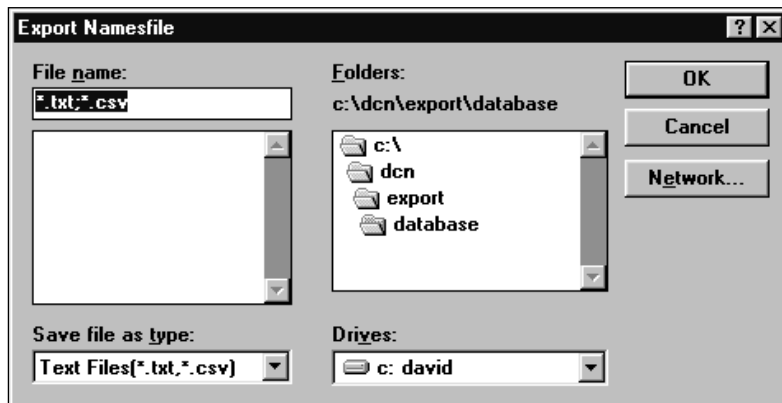 Export Namesfile
File name:
*.txt;*.csv
Save file as type:
Text Files(*.txt,*.csv)
Folders:
c:\dcn\export\database
c:\
dcn
export
database
Drives:
c: david
OK
Cancel
Network...